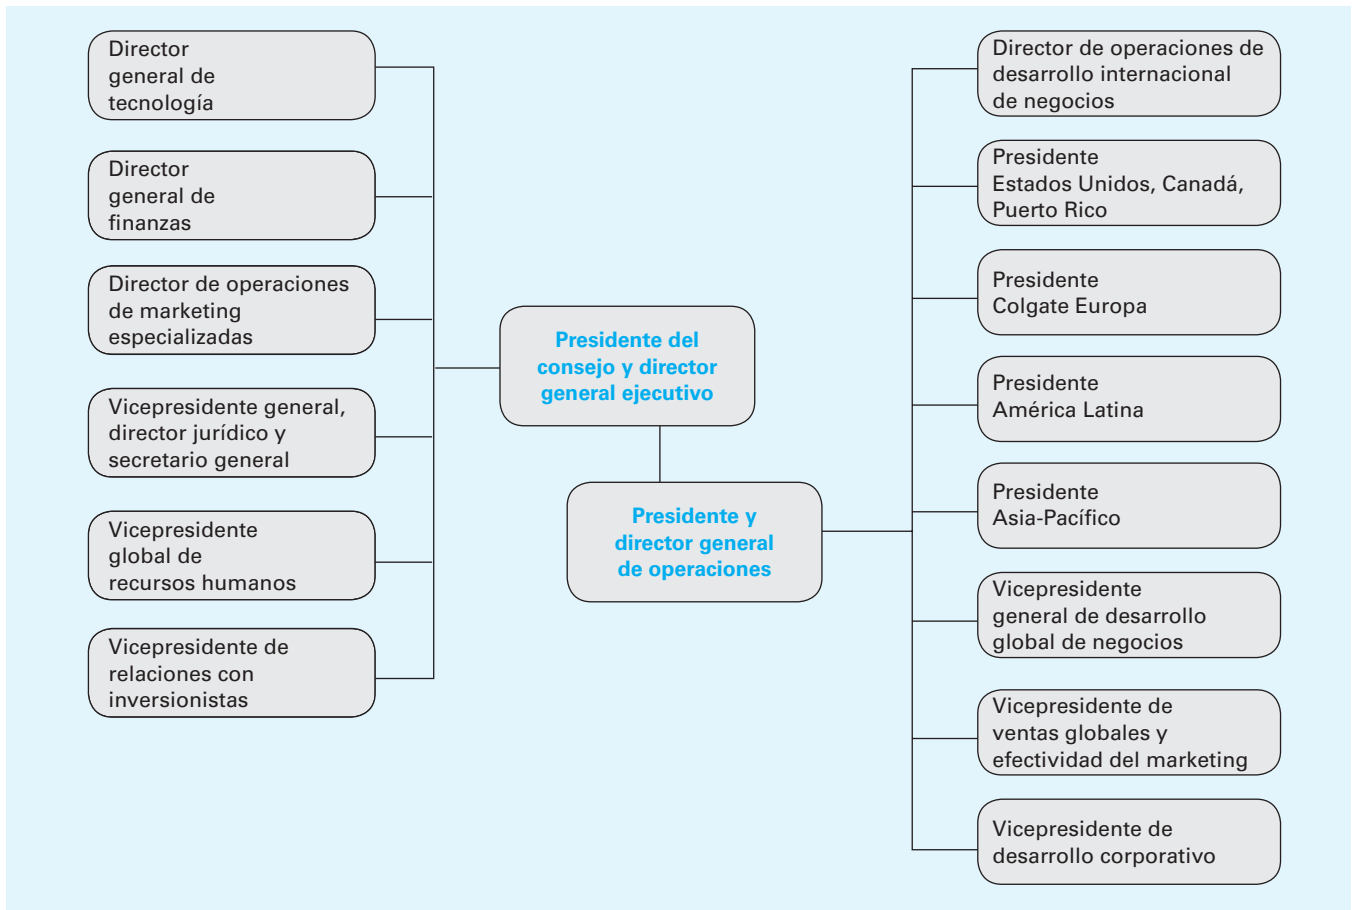 Director
general de
tecnología
Director
general de
finanzas
Director de operaciones
de marketing
especializadas
Vicepresidente general,
director jurídico y
secretario general
Vicepresidente
global de
recursos humanos
Vicepresidente de
relaciones con
inversionistas
Presidente del
consejo y director
general ejecutivo
Presidente y
director general
de operaciones
Director de operaciones de
desarrollo internacional
de negocios
Presidente
Estados Unidos, Canadá,
Puerto Rico
Presidente
Colgate Europa
Presidente
América Latina
Presidente
Asia-Pacífico
Vicepresidente
general de desarrollo
global de negocios
Vicepresidente de
ventas globales y
efectividad del marketing
Vicepresidente de
desarrollo corporativo